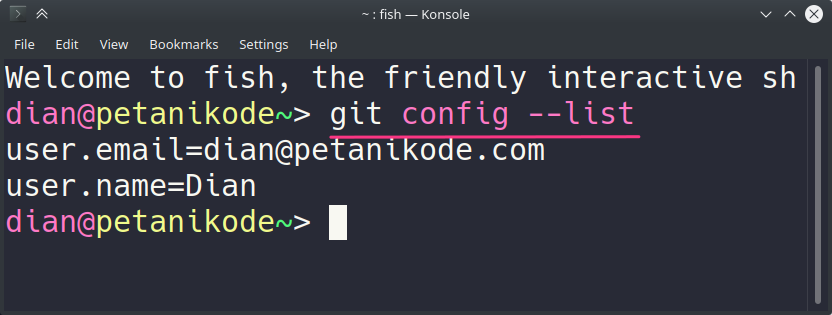 ~ : fish — Konsole
File Edit View Bookmarks Settings Help
Welcome to fish, the friendly interactive sh
dian@petanikode~> git config --list
user.email=dian@petanikode.com
user.name=Dian
dian@petanikode~>